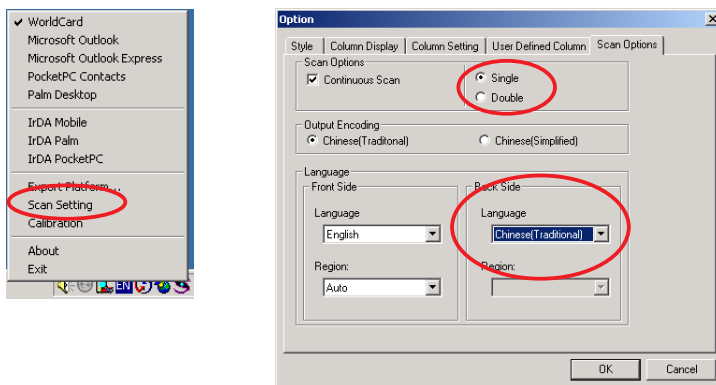 WorldCard
Microsoft Outlook
Microsoft Outlook Express
PocketPC Contacts
Palm Desktop
IrDA Mobile
IrDA Palm
IrDA PocketPC
Export Platform...
Scan Setting
Calibration
About
Exit
EN
Option
Style Column Display Column Setting User Defined Column Scan Options
Scan Options
Continuous Scan
Single
Double
Output Encoding
Chinese(Traditonal) Chinese(Simplified)
Language
Front Side
Language
English
Region:
Auto
Back Side
Language
Chinese(Traditional)
Region:
OK Cancel